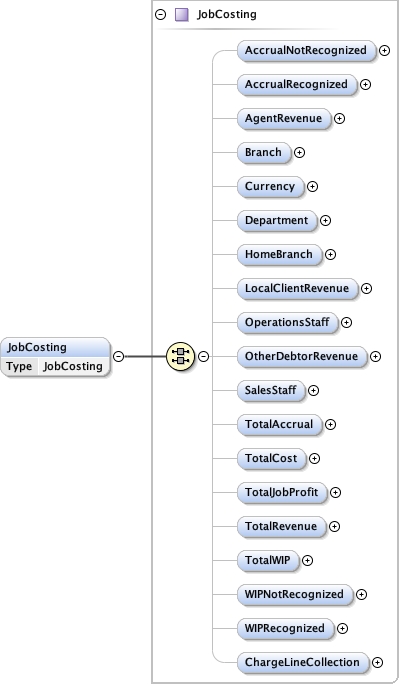 JobCosting
AccrualNotRecognized
AccrualRecognized
AgentRevenue
Branch
Currency
Department
HomeBranch
LocalClientRevenue
OperationsStaff
JobCosting
Type JobCosting
OtherDebtorRevenue
SalesStaff
TotalAccrual
TotalCost
TotalJobProfit
TotalRevenue
TotalWIP
WIPNotRecognized
WIPRecognized
ChargeLineCollection